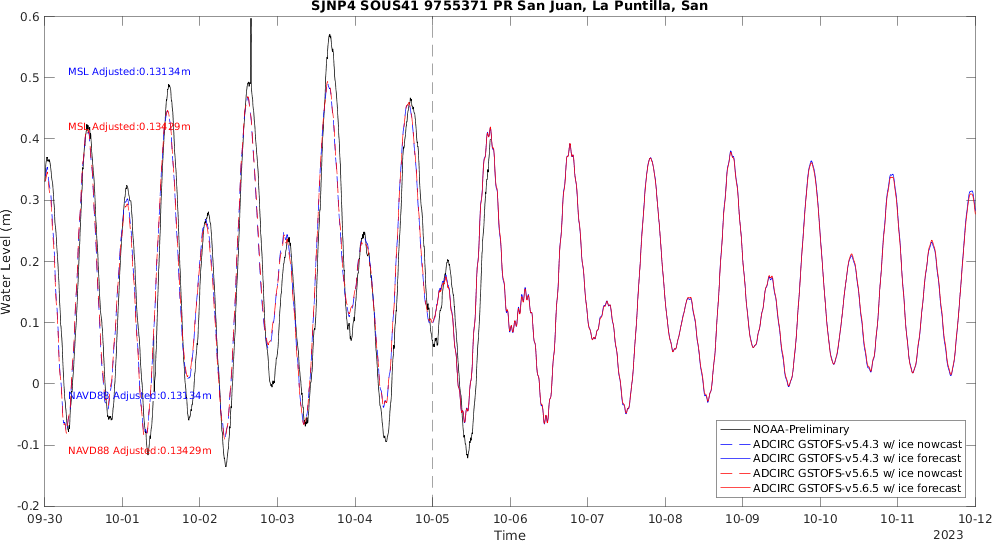 SJNP4 SOUS41 9755371 PR San Juan, La Puntilla, San
0.6
0.5
0.4
0.3
0.2
0.1
0
-0.1
-0.2
Water Level (m)
MSL Adjusted:0.13134m
MSL Adjusted:0.13429m
NAVD88 Adjusted:0.13134m
NAVD88 Adjusted:0.13429m
NOAA-Preliminary
ADCIRC GSTOFS-v5.4.3 w/ ice nowcast
ADCIRC GSTOFS-v5.4.3 w/ ice forecast
ADCIRC GSTOFS-v5.6.5 w/ ice nowcast
ADCIRC GSTOFS-v5.6.5 w/ ice forecast
09-30 10-01 10-02 10-03 10-04 10-05 10-06 10-07 10-08 10-09 10-10 10-11 10-12
Time
2023